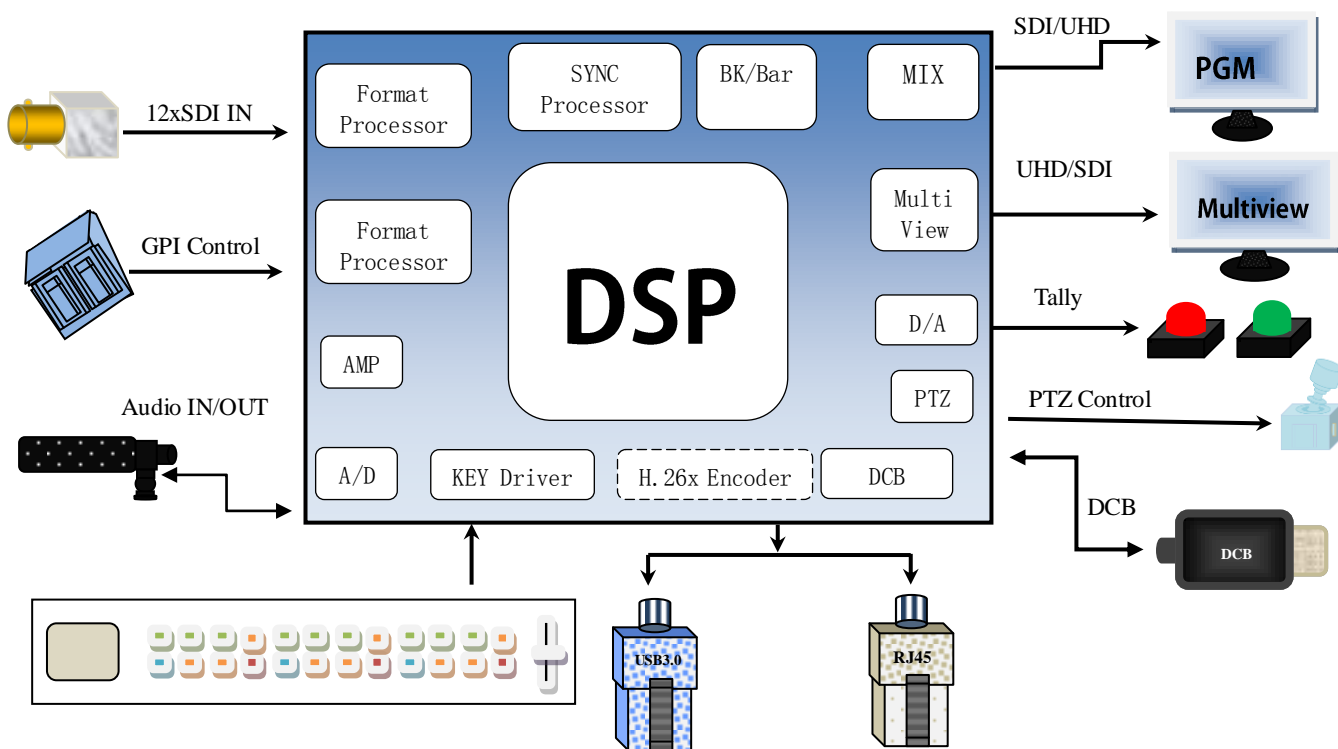 SDI/UHD
SYNC
Processor
BK/Bar
MIX
PGM
Format
Processor
12xSDI IN
UHD/SDI
Multi
View
Multiview
Format
Processor
GPI Control
DSP
Tally
D/A
AMP
PTZ
PTZ Control
Audio IN/OUT
A/D
KEY Driver
H.26x Encoder
DCB
DCB
DCB
USB3.0
RJ45